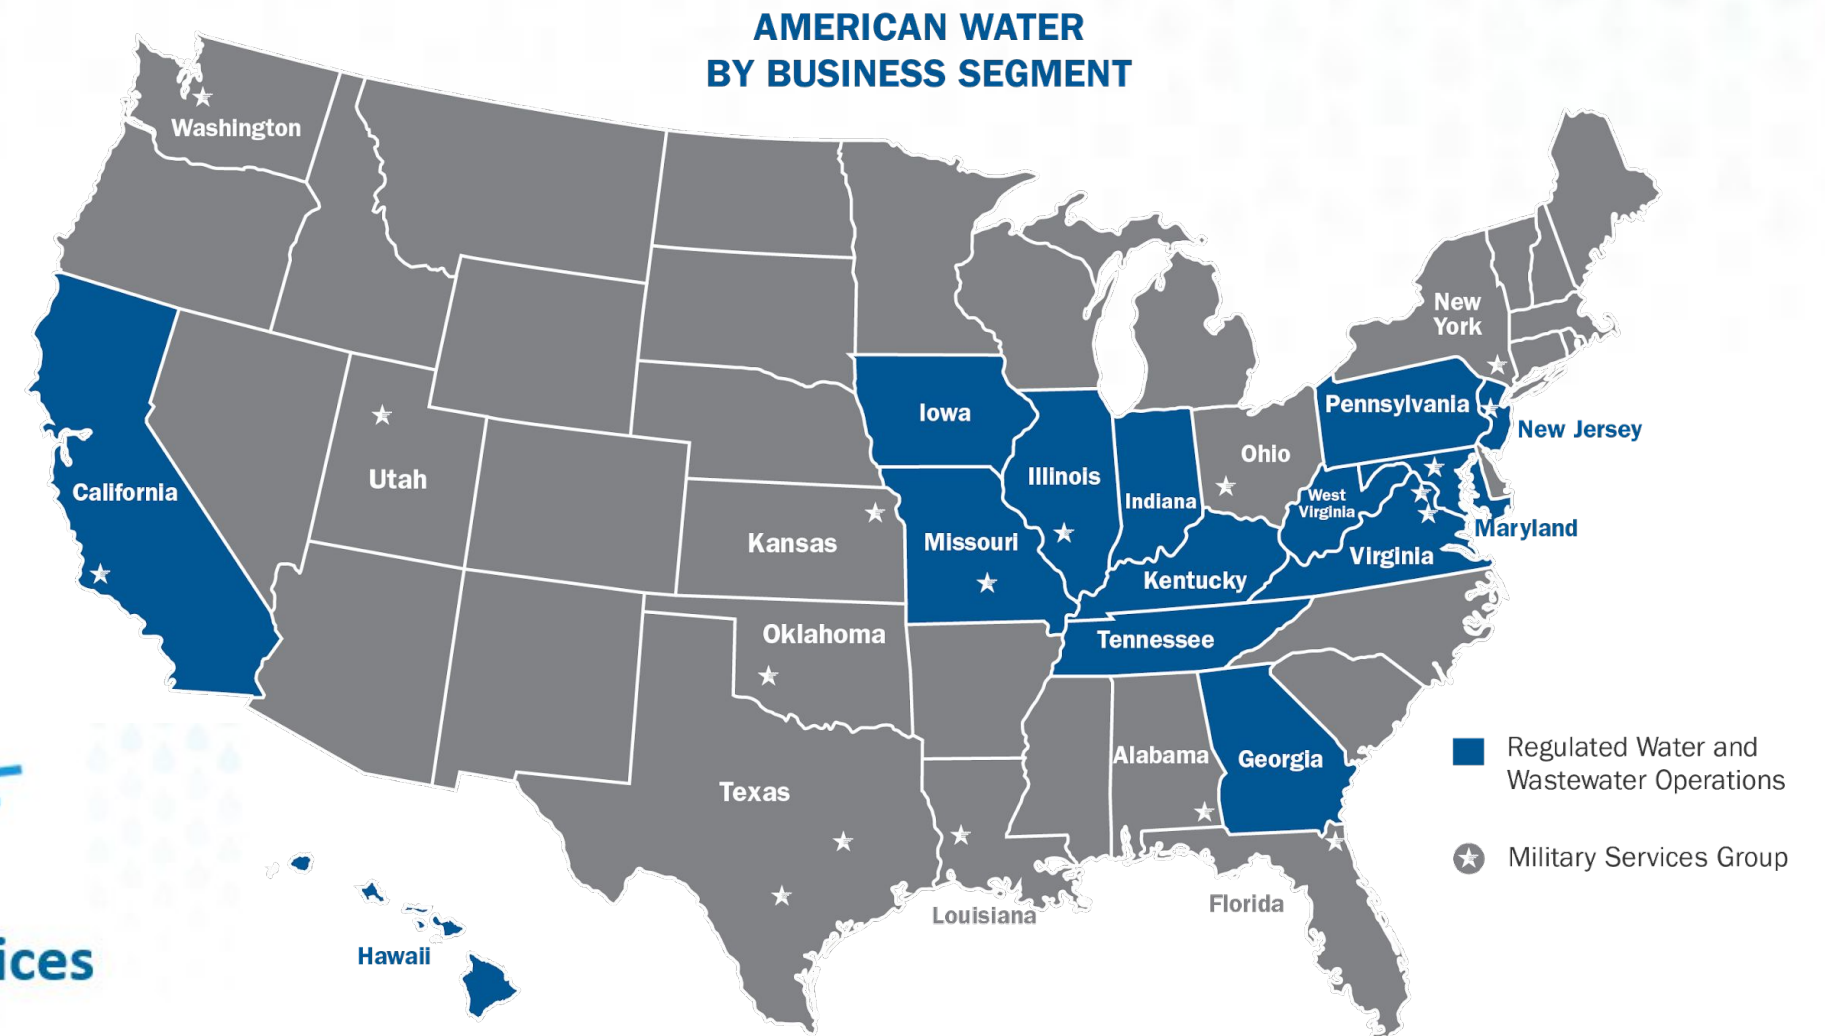 AMERICAN WATER
BY BUSINESS SEGMENT
Washington
New
York
Iowa
Pennsylvania
New Jersey
Ohio
Utah
California
Illinois
Indiana
West
Virginia
Maryland
Kansas
Missouri
Virginia
Kentucky
Oklahoma
Tennessee
Alabama
Georgia
Texas
Regulated Water and
Wastewater Operations
Military Services Group
Louisiana
Florida
Hawaii
ices